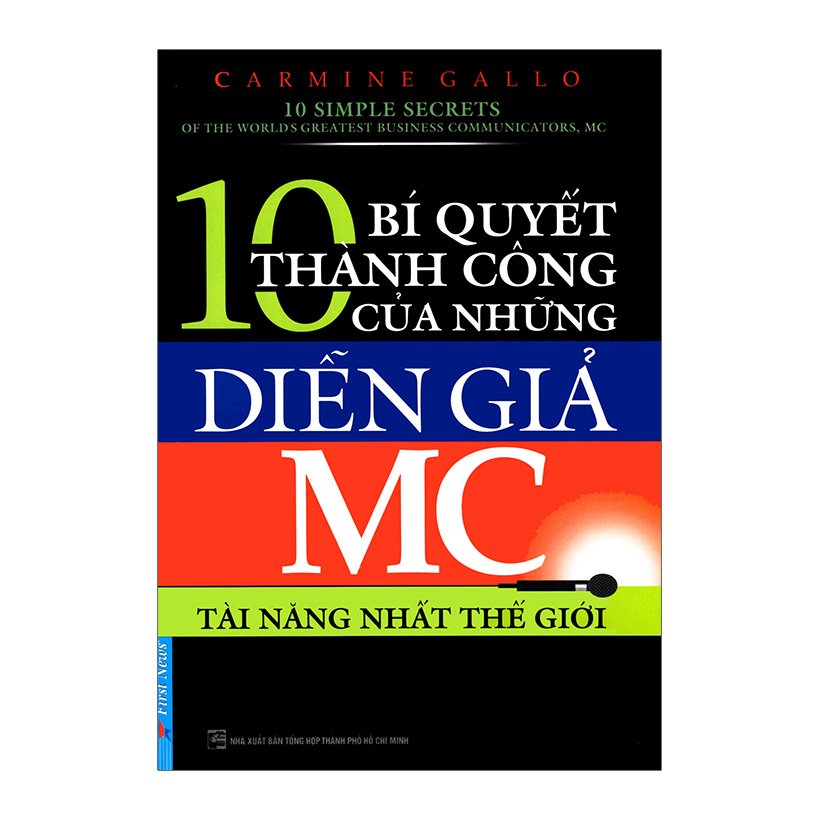 CARMINE GALLO
10 SIMPLE SECRETS
OF THE WORLD'S GREATEST BUSINESS COMMUNICATORS, MC
10 BÍ QUYẾT
THÀNH CÔNG
CỦA NHỮNG
DIỄN GIẢ
MC
TÀI NĂNG NHẤT THẾ GIỚI
First News
NHÀ XUẤT BẢN TỔNG HỢP THÀNH PHỐ HỒ CHÍ MINH